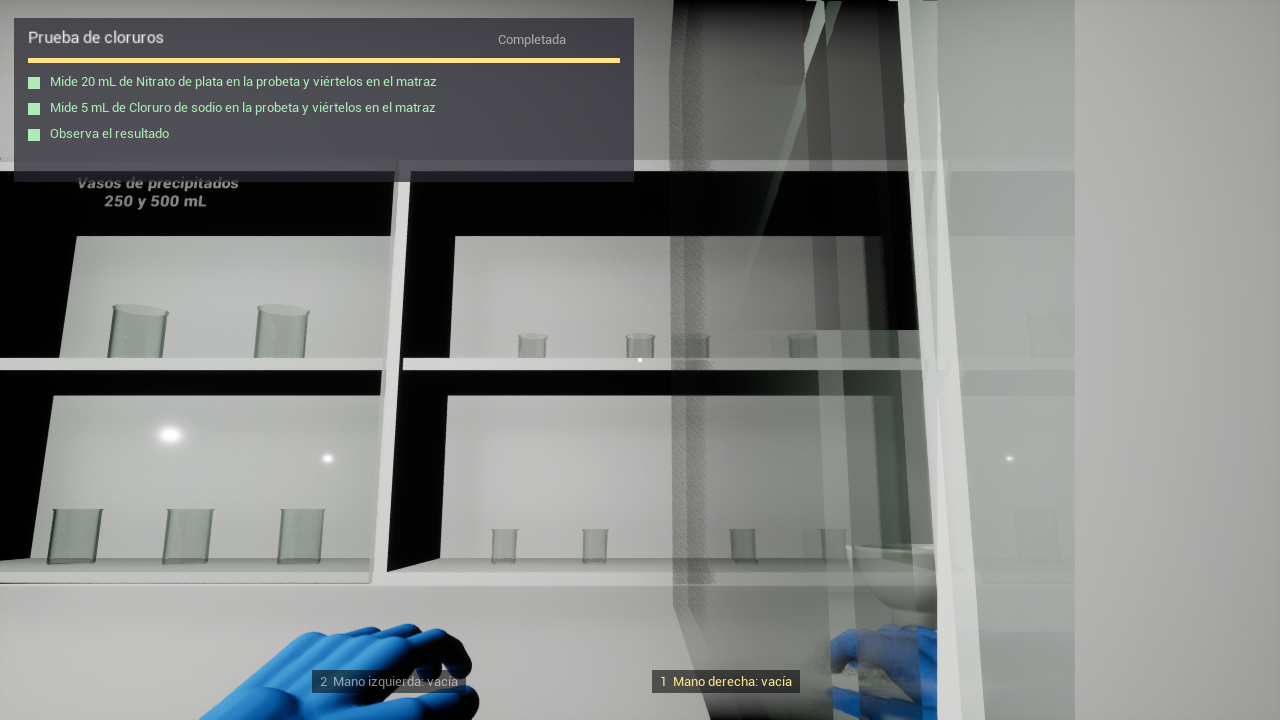 Prueba de cloruros
Completada
Mide 20 mL de Nitrato de plata en la probeta y viértelos en el matraz
Mide 5 mL de Cloruro de sodio en la probeta y viértelos en el matraz
Observa el resultado
Vasos de precipitados
250 y 500 mL
2 Mano izquierda: vacía
1 Mano derecha: vacía